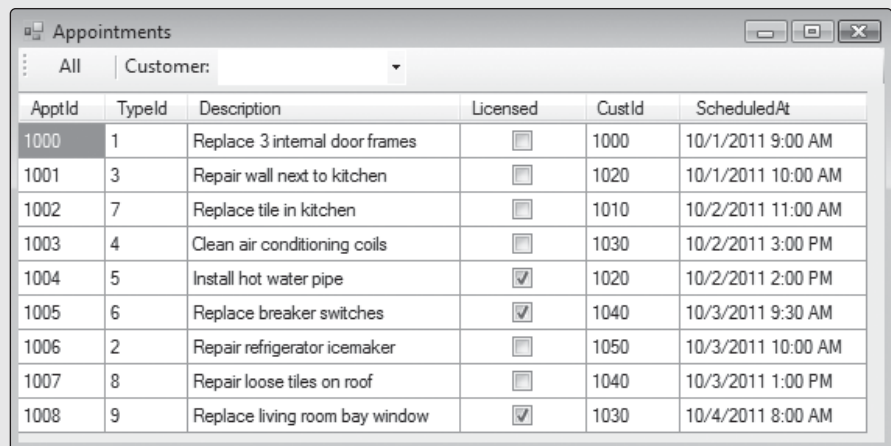 Appointments
All Customer:
ApptId TypeId Description Licensed CustId ScheduledAt
1000 1 Replace 3 internal door frames 1000 10/1/2011 9:00 AM
1001 3 Repair wall next to kitchen 1020 10/1/2011 10:00 AM
1002 7 Replace tile in kitchen 1010 10/2/2011 11:00 AM
1003 4 Clean air conditioning coils 1030 10/2/2011 3:00 PM
1004 5 Install hot water pipe 1020 10/2/2011 2:00 PM
1005 6 Replace breaker switches 1040 10/3/2011 9:30 AM
1006 2 Repair refrigerator icemaker 1050 10/3/2011 10:00 AM
1007 8 Repair loose tiles on roof 1040 10/3/2011 1:00 PM
1008 9 Replace living room bay window 1030 10/4/2011 8:00 AM